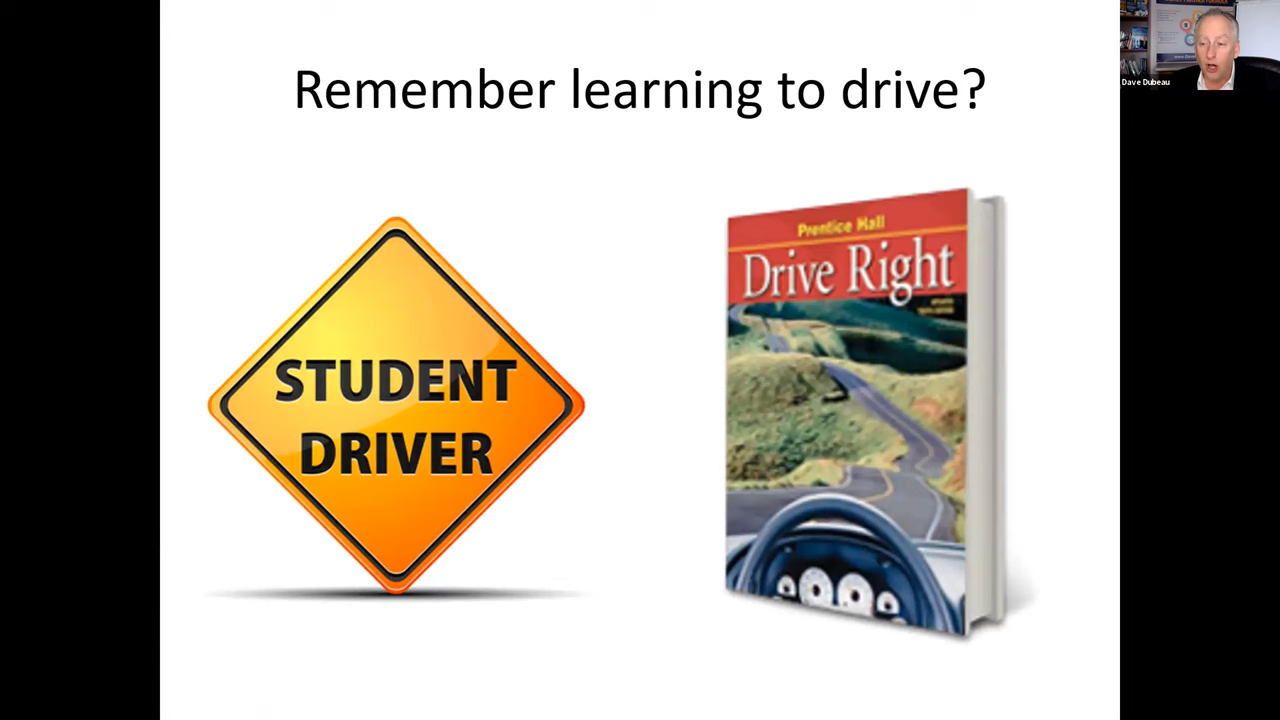 Remember learning to drive?
STUDENT
DRIVER
Prentice Hall
Drive Right
Dave Dubeau